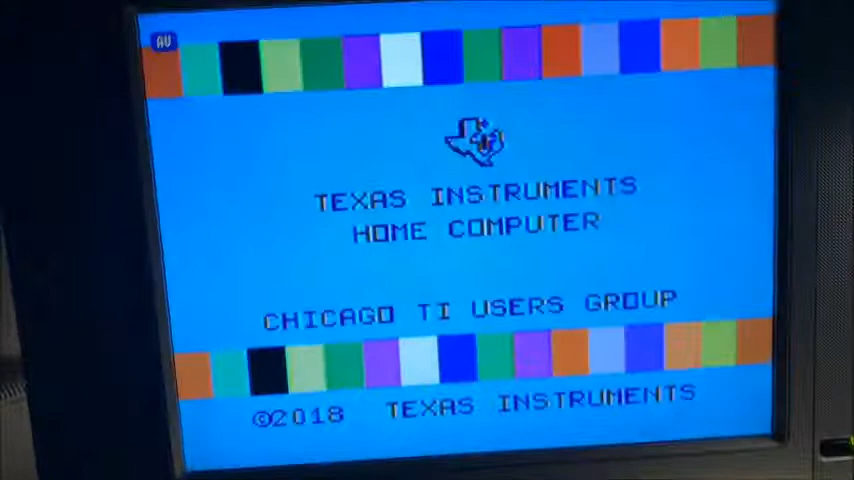 AV
TEXAS INSTRUMENTS
HOME COMPUTER
CHICAGO TI USERS GROUP
©2018 TEXAS INSTRUMENTS